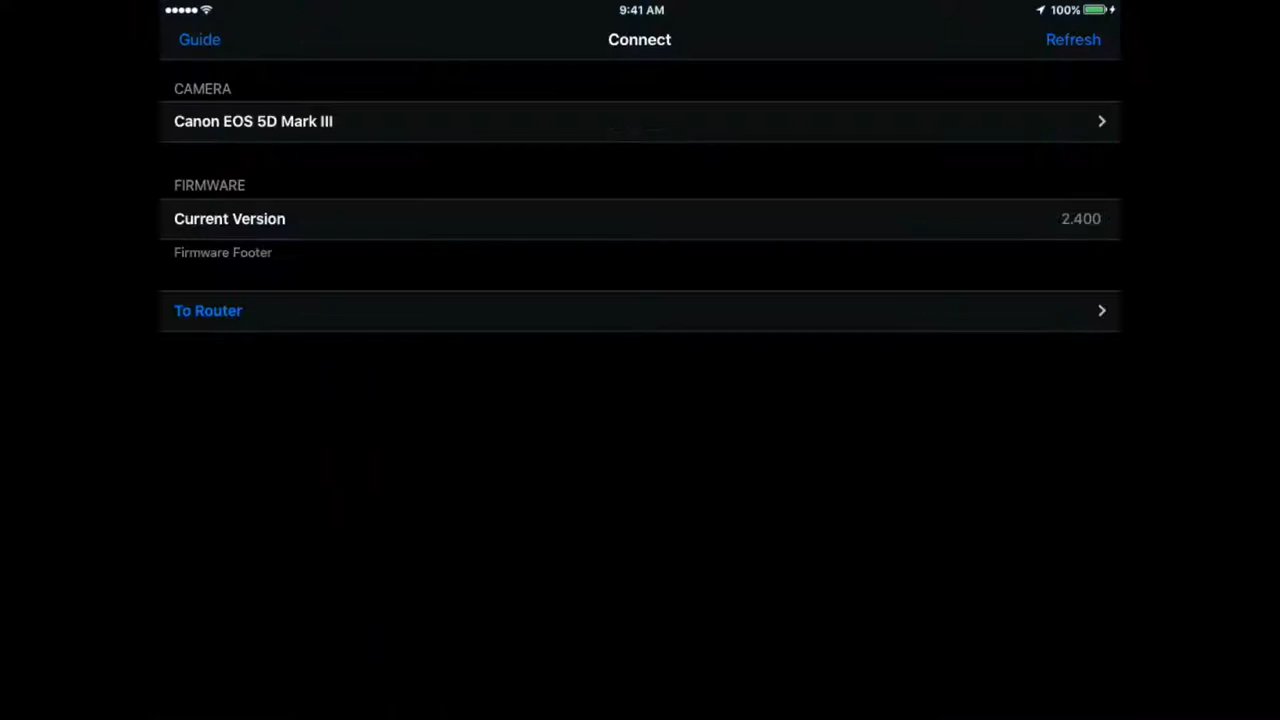 9:41 AM
100%
Guide
Connect
Refresh
CAMERA
Canon EOS 5D Mark III
FIRMWARE
Current Version
2.400
Firmware Footer
To Router